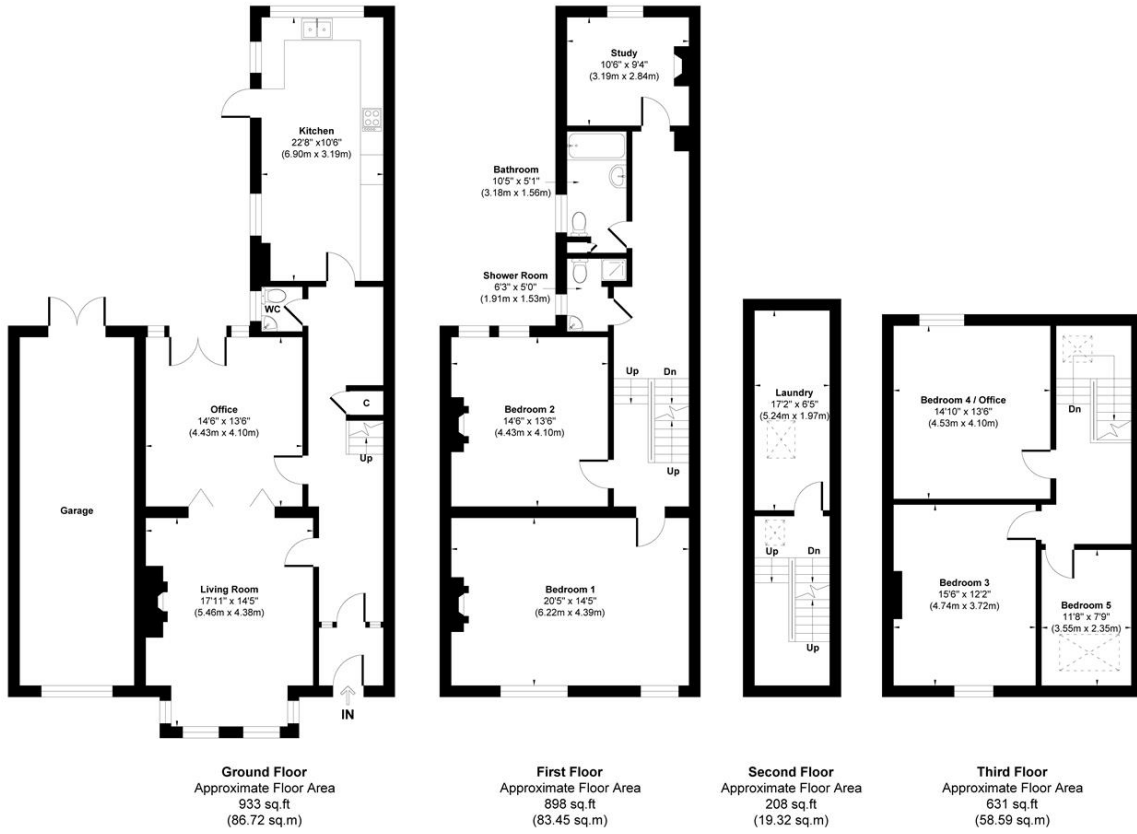 Kitchen
22'8" x10'6"
(6.90m x 3.19m)
WC
Office
14'6" x 13'6"
(4.43m x 4.10m)
C
Up
Garage
Living Room
17'11" x 14'5"
(5.46m x 4.38m)
IN
Ground Floor
Approximate Floor Area
933 sq.ft
(86.72 sq.m)
Study
10'6" x 9'4"
(3.19m x 2.84m)
Bathroom
10'5" x 5'1"
(3.18m x 1.56m)
Shower Room
6'3" x 5'0"
(1.91m x 1.53m)
Up
Dn
Bedroom 2
14'6" x 13'6"
(4.43m x 4.10m)
Up
Bedroom 1
20'5" x 14'5"
(6.22m x 4.39m)
First Floor
Approximate Floor Area
898 sq.ft
(83.45 sq.m)
Laundry
17'2" x 6'5"
(5.24m x 1.97m)
Up
Dn
Up
Second Floor
Approximate Floor Area
208 sq.ft
(19.32 sq.m)
Bedroom 4 / Office
14'10" x 13'6"
(4.53m x 4.10m)
Dn
Bedroom 3
15'6" x 12'2"
(4.74m x 3.72m)
Bedroom 5
11'8" x 7'9"
(3.55m x 2.35m)
Third Floor
Approximate Floor Area
631 sq.ft
(58.59 sq.m)